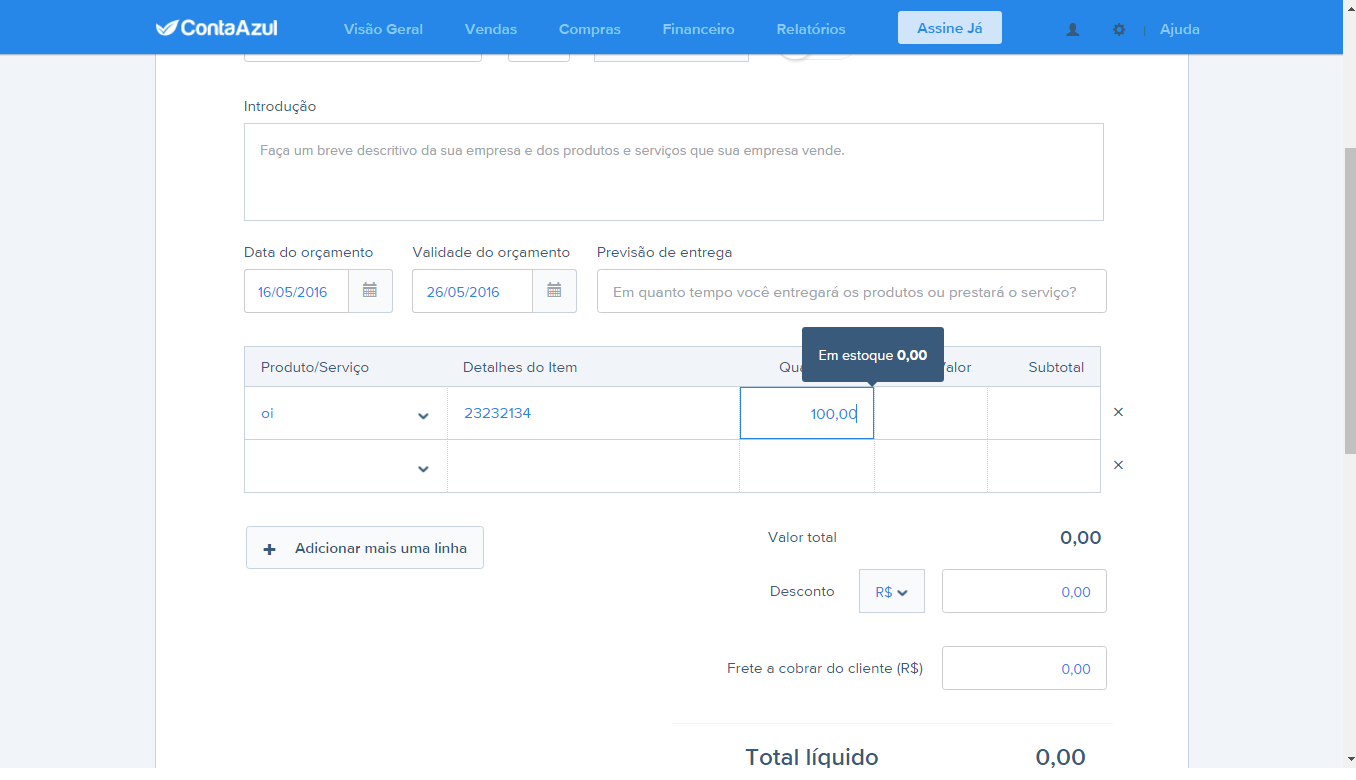 ContaAzul Visão Geral Vendas Compras Financeiro Relatórios Assine Já Ajuda
Introdução
Faça um breve descritivo da sua empresa e dos produtos e serviços que sua empresa vende.
Data do orçamento Validade do orçamento Previsão de entrega
16/05/2016 26/05/2016 Em quanto tempo você entregará os produtos ou prestará o serviço?
Em estoque 0,00
Produto/Serviço Detalhes do Item Subtotal
oi 23232134 100,00
Adicionar mais uma linha
Valor total 0,00
Desconto R$ 0,00
Frete a cobrar do cliente (R$) 0,00
Total líquido 0,00